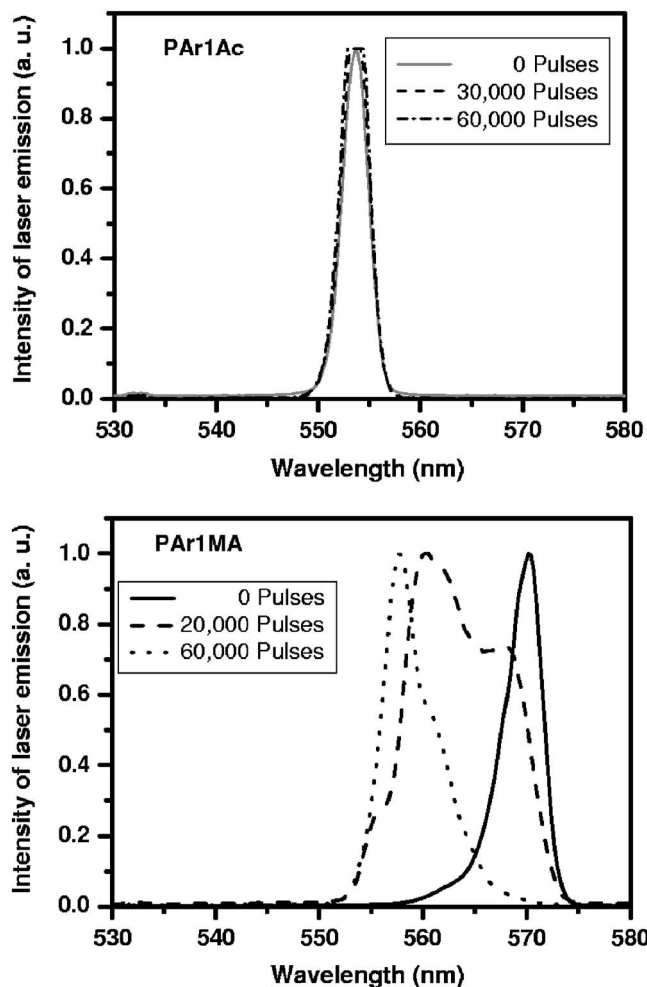 PAr1Ac
0 Pulses
30,000 Pulses
60,000 Pulses
Intensity of laser emission (a. u.)
1.0
0.8
0.6
0.4
0.2
0.0
530 540 550 560 570 580
Wavelength (nm)
PAr1MA
0 Pulses
20,000 Pulses
60,000 Pulses
Intensity of laser emission (a. u.)
1.0
0.8
0.6
0.4
0.2
0.0
530 540 550 560 570 580
Wavelength (nm)